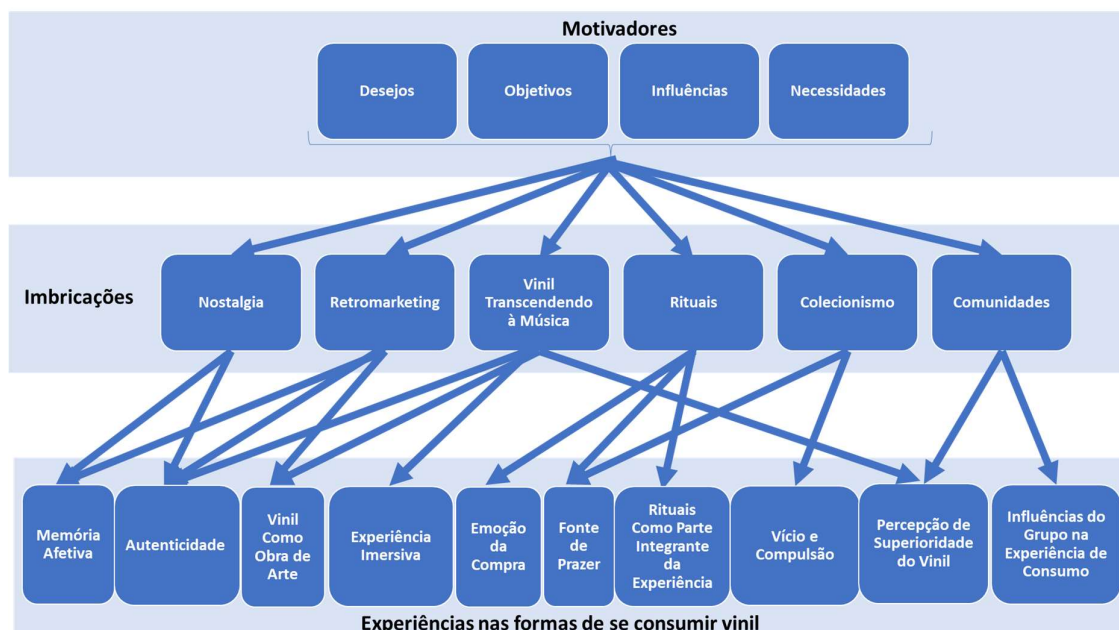 Motivadores
Desejos
Objetivos
Influências
Necessidades
Imbricações
Nostalgia
Retromarketing
Vinil
Transcendendo
à Música
Rituais
Colecionismo
Comunidades
Memória
Afetiva
Autenticidade
Vinil
Como
Obra de
Arte
Experiência
Imersiva
Emoção
da
Compra
Fonte
de
Prazer
Rituais
Como Parte
Integrante
da
Experiência
Vício e
Compulsão
Percepção de
Superioridade
do Vinil
Influências do
Grupo na
Experiência de
Consumo
Experiências nas formas de se consumir vinil